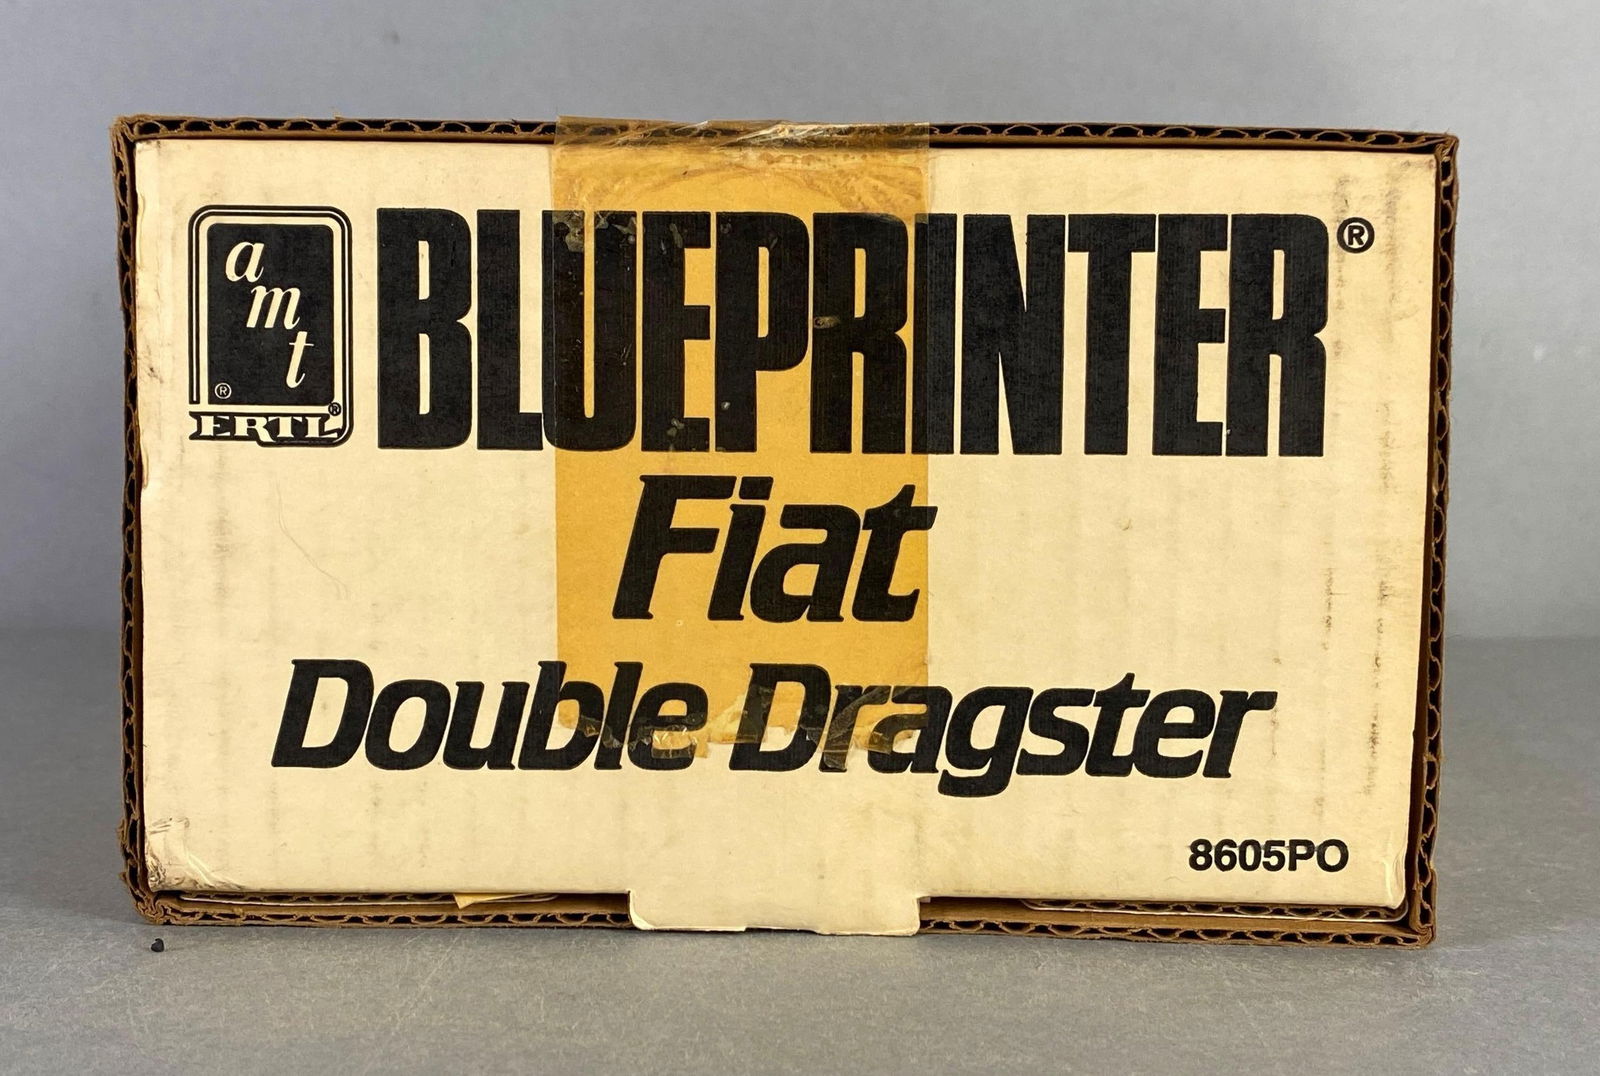 amt®
ERTL®
BLUEPRINTER®
Fiat
Double Dragster
8605PO